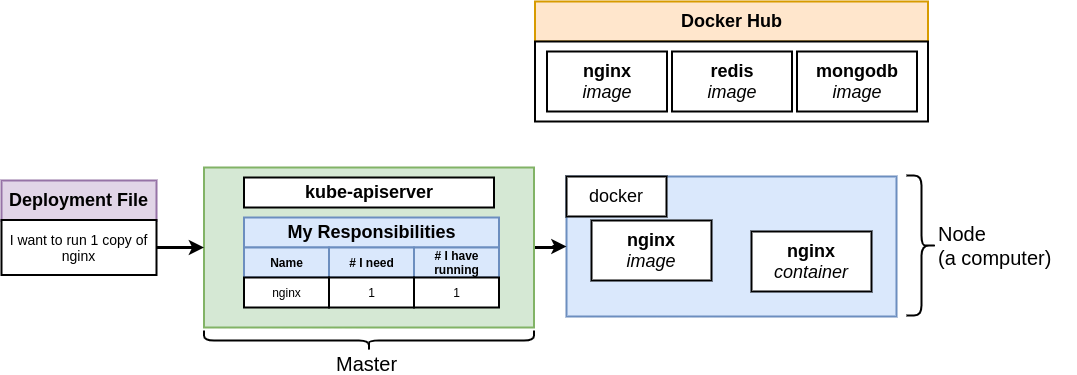 Docker Hub
nginx
image
redis
image
mongodb
image
Deployment File
I want to run 1 copy of
nginx
kube-apiserver
My Responsibilities
Name
# I need
# I have
running
nginx
1
1
Master
docker
nginx
image
nginx
container
Node
(a computer)